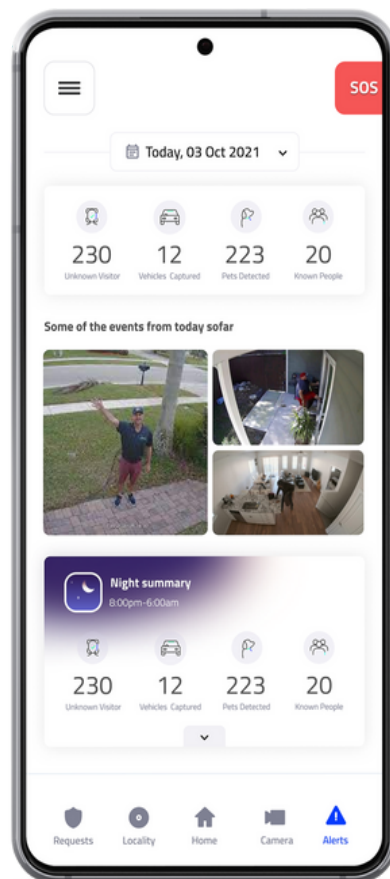 SOS
Today, 03 Oct 2021
230 12 223 20
Unknown Visitor Vehicles Captured Pets Detected Known People
Some of the events from today sofar
Night summary
8:00pm-6:00am
230 12 223 20
Unknown Visitor Vehicles Captured Pets Detected Known People
Requests Locality Home Camera Alerts